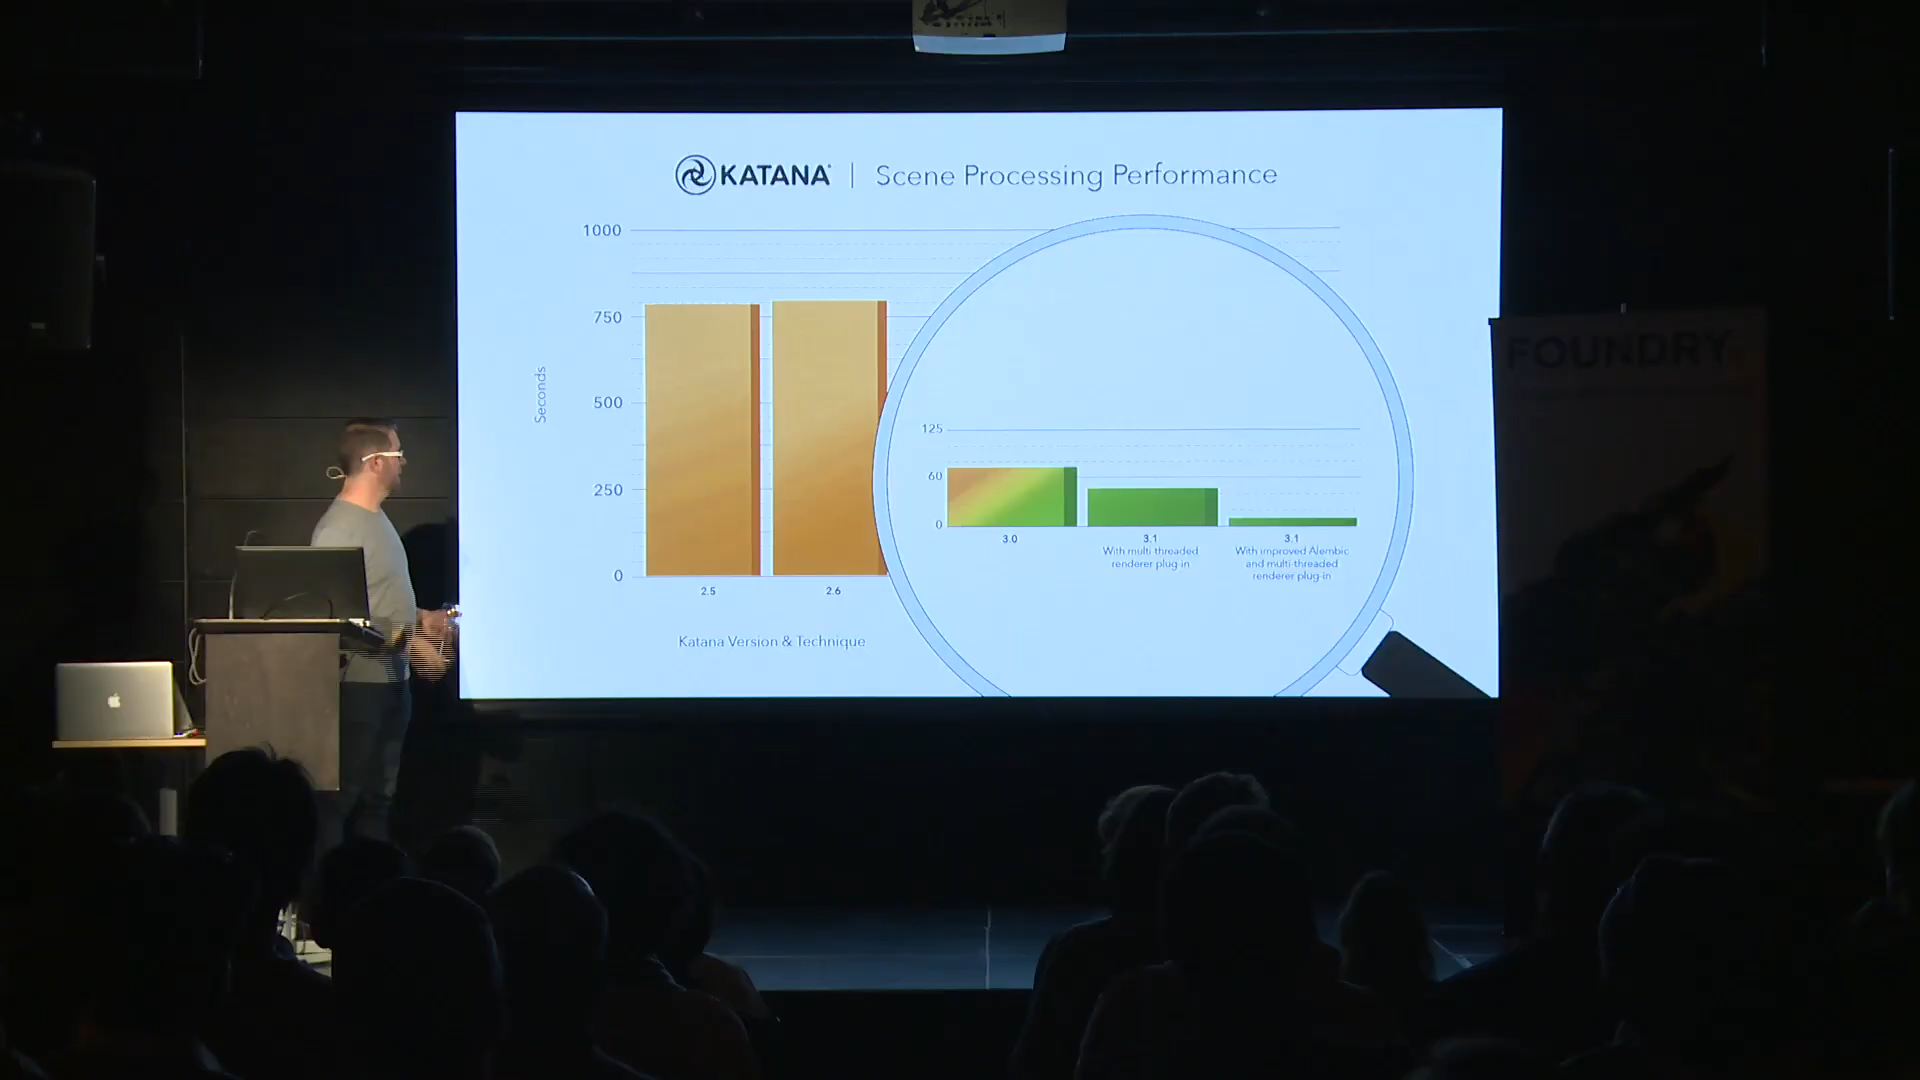 KATANA | Scene Processing Performance
1000
750
500
250
0
Seconds
2.5
2.6
Katana Version & Technique
125
60
0
3.0
3.1
With multi threaded
renderer plug-in
3.1
With improved Alembic
and multi-threaded
renderer plug-in
FOUNDRY